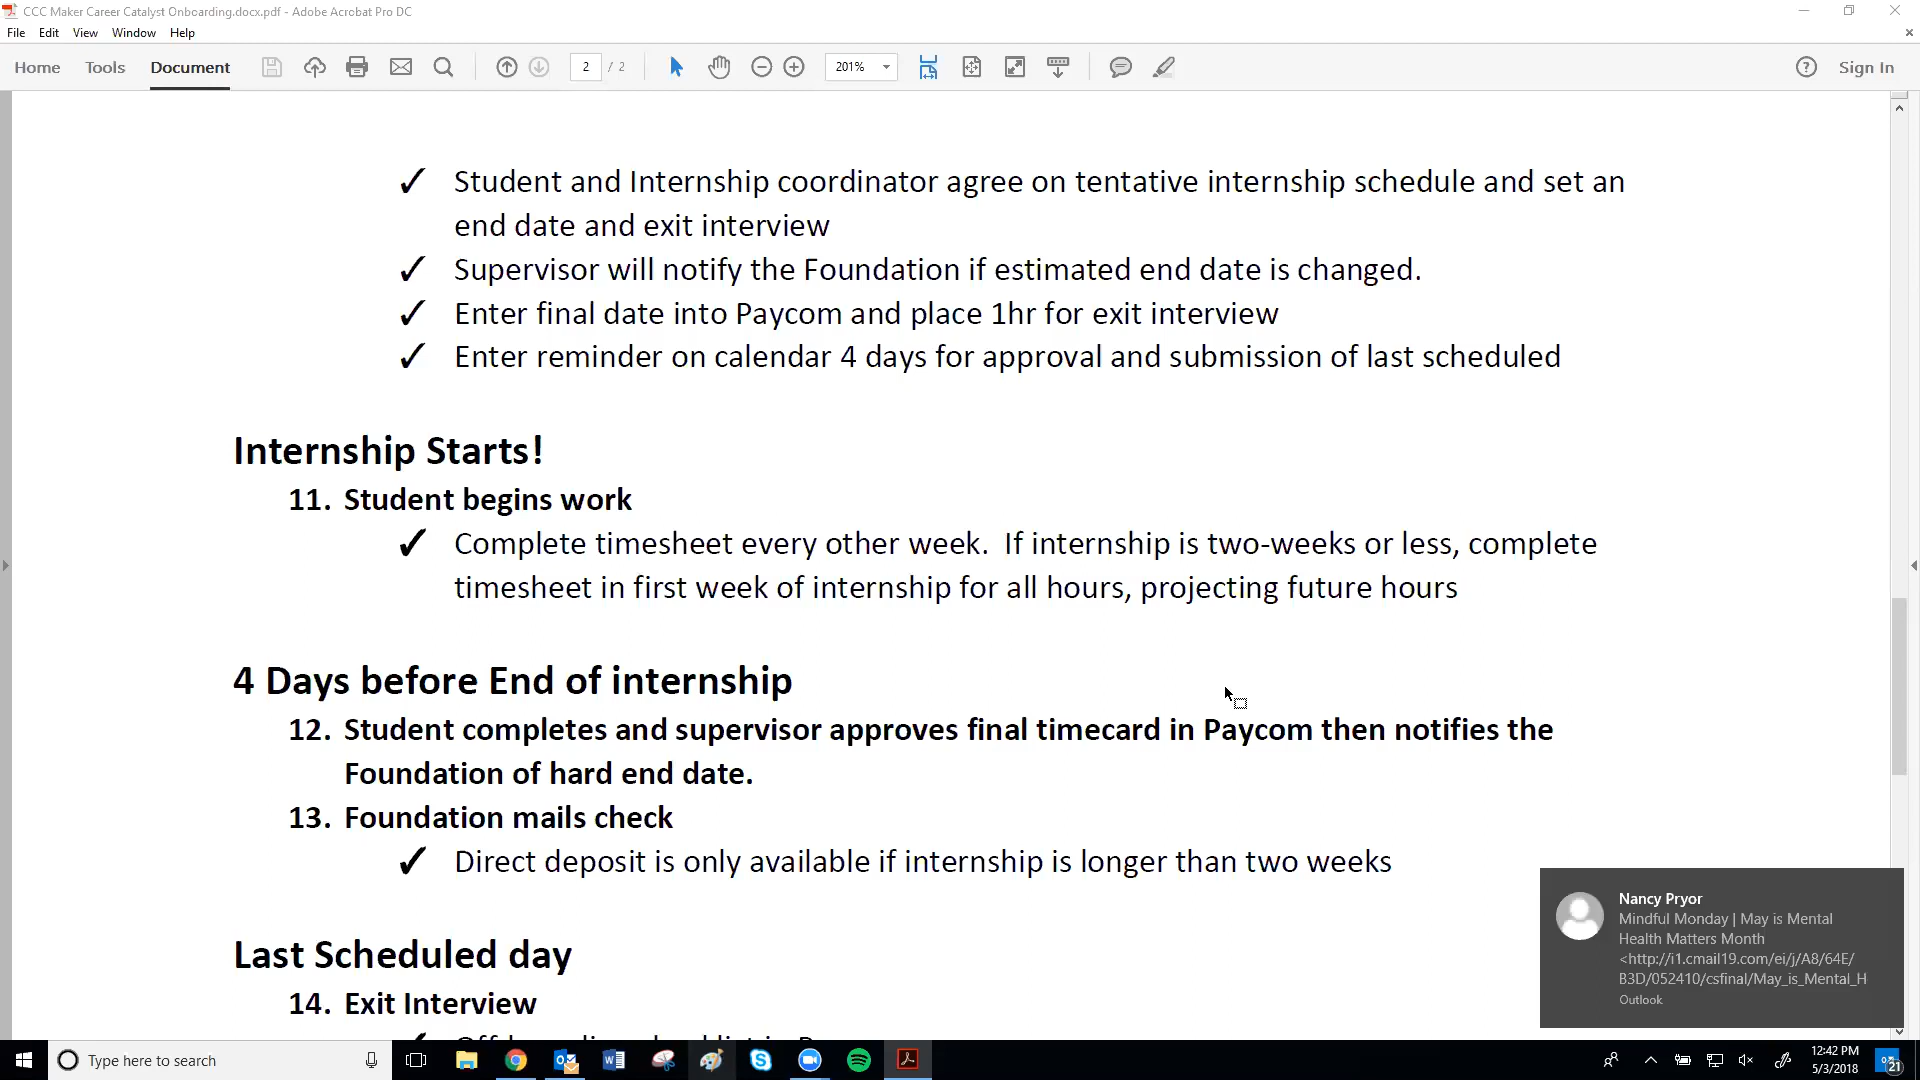 CCC Maker Career Catalyst Onboarding.docx.pdf - Adobe Acrobat Pro DC
File Edit View Window Help
Home Tools Document 2 / 2 201% Sign In
✓ Student and Internship coordinator agree on tentative internship schedule and set an
end date and exit interview
✓ Supervisor will notify the Foundation if estimated end date is changed.
✓ Enter final date into Paycom and place 1hr for exit interview
✓ Enter reminder on calendar 4 days for approval and submission of last scheduled
Internship Starts!
11. Student begins work
✓ Complete timesheet every other week.  If internship is two-weeks or less, complete
timesheet in first week of internship for all hours, projecting future hours
4 Days before End of internship
12. Student completes and supervisor approves final timecard in Paycom then notifies the
Foundation of hard end date.
13. Foundation mails check
✓ Direct deposit is only available if internship is longer than two weeks
Last Scheduled day
14. Exit Interview
Nancy Pryor
Mindful Monday | May is Mental
Health Matters Month
<http://i1.cmail19.com/ei/j/A8/64E/
B3D/052410/csfinal/May_is_Mental_H
Outlook
Type here to search
12:42 PM
5/3/2018
21